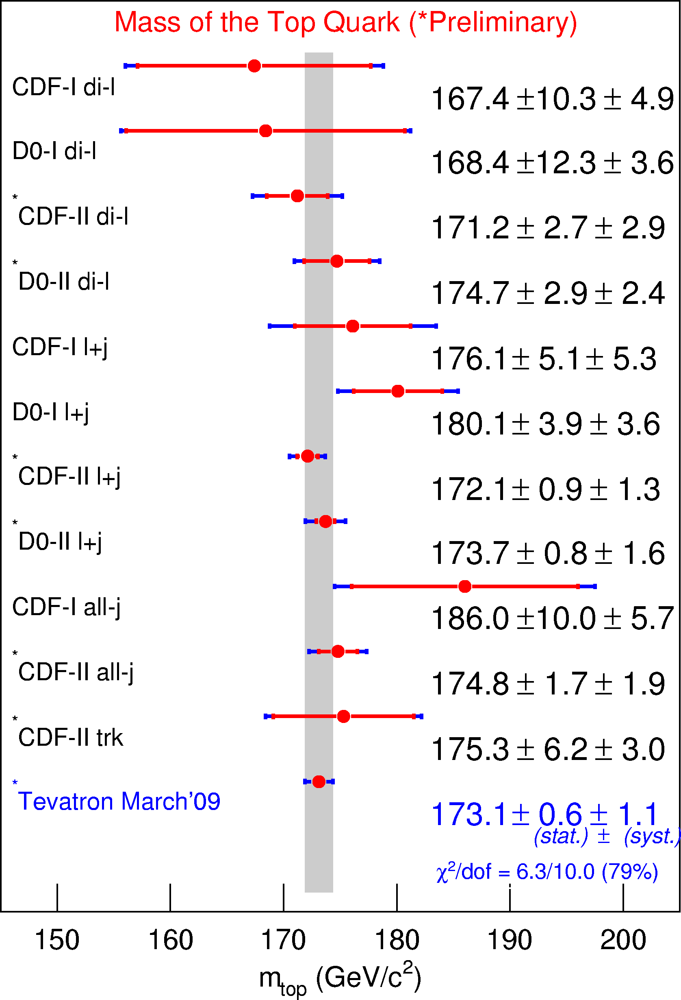 Mass of the Top Quark (*Preliminary)
CDF-I di-l
167.4 ±10.3 ± 4.9
D0-I di-l
168.4 ±12.3 ± 3.6
*CDF-II di-l
171.2 ± 2.7 ± 2.9
*D0-II di-l
174.7 ± 2.9 ± 2.4
CDF-I l+j
176.1 ± 5.1 ± 5.3
D0-I l+j
180.1 ± 3.9 ± 3.6
*CDF-II l+j
172.1 ± 0.9 ± 1.3
*D0-II l+j
173.7 ± 0.8 ± 1.6
CDF-I all-j
186.0 ±10.0 ± 5.7
*CDF-II all-j
174.8 ± 1.7 ± 1.9
*CDF-II trk
175.3 ± 6.2 ± 3.0
*Tevatron March'09
173.1 ± 0.6 ± 1.1
(stat.) ± (syst.)
χ²/dof = 6.3/10.0 (79%)
150 160 170 180 190 200
m_top (GeV/c²)